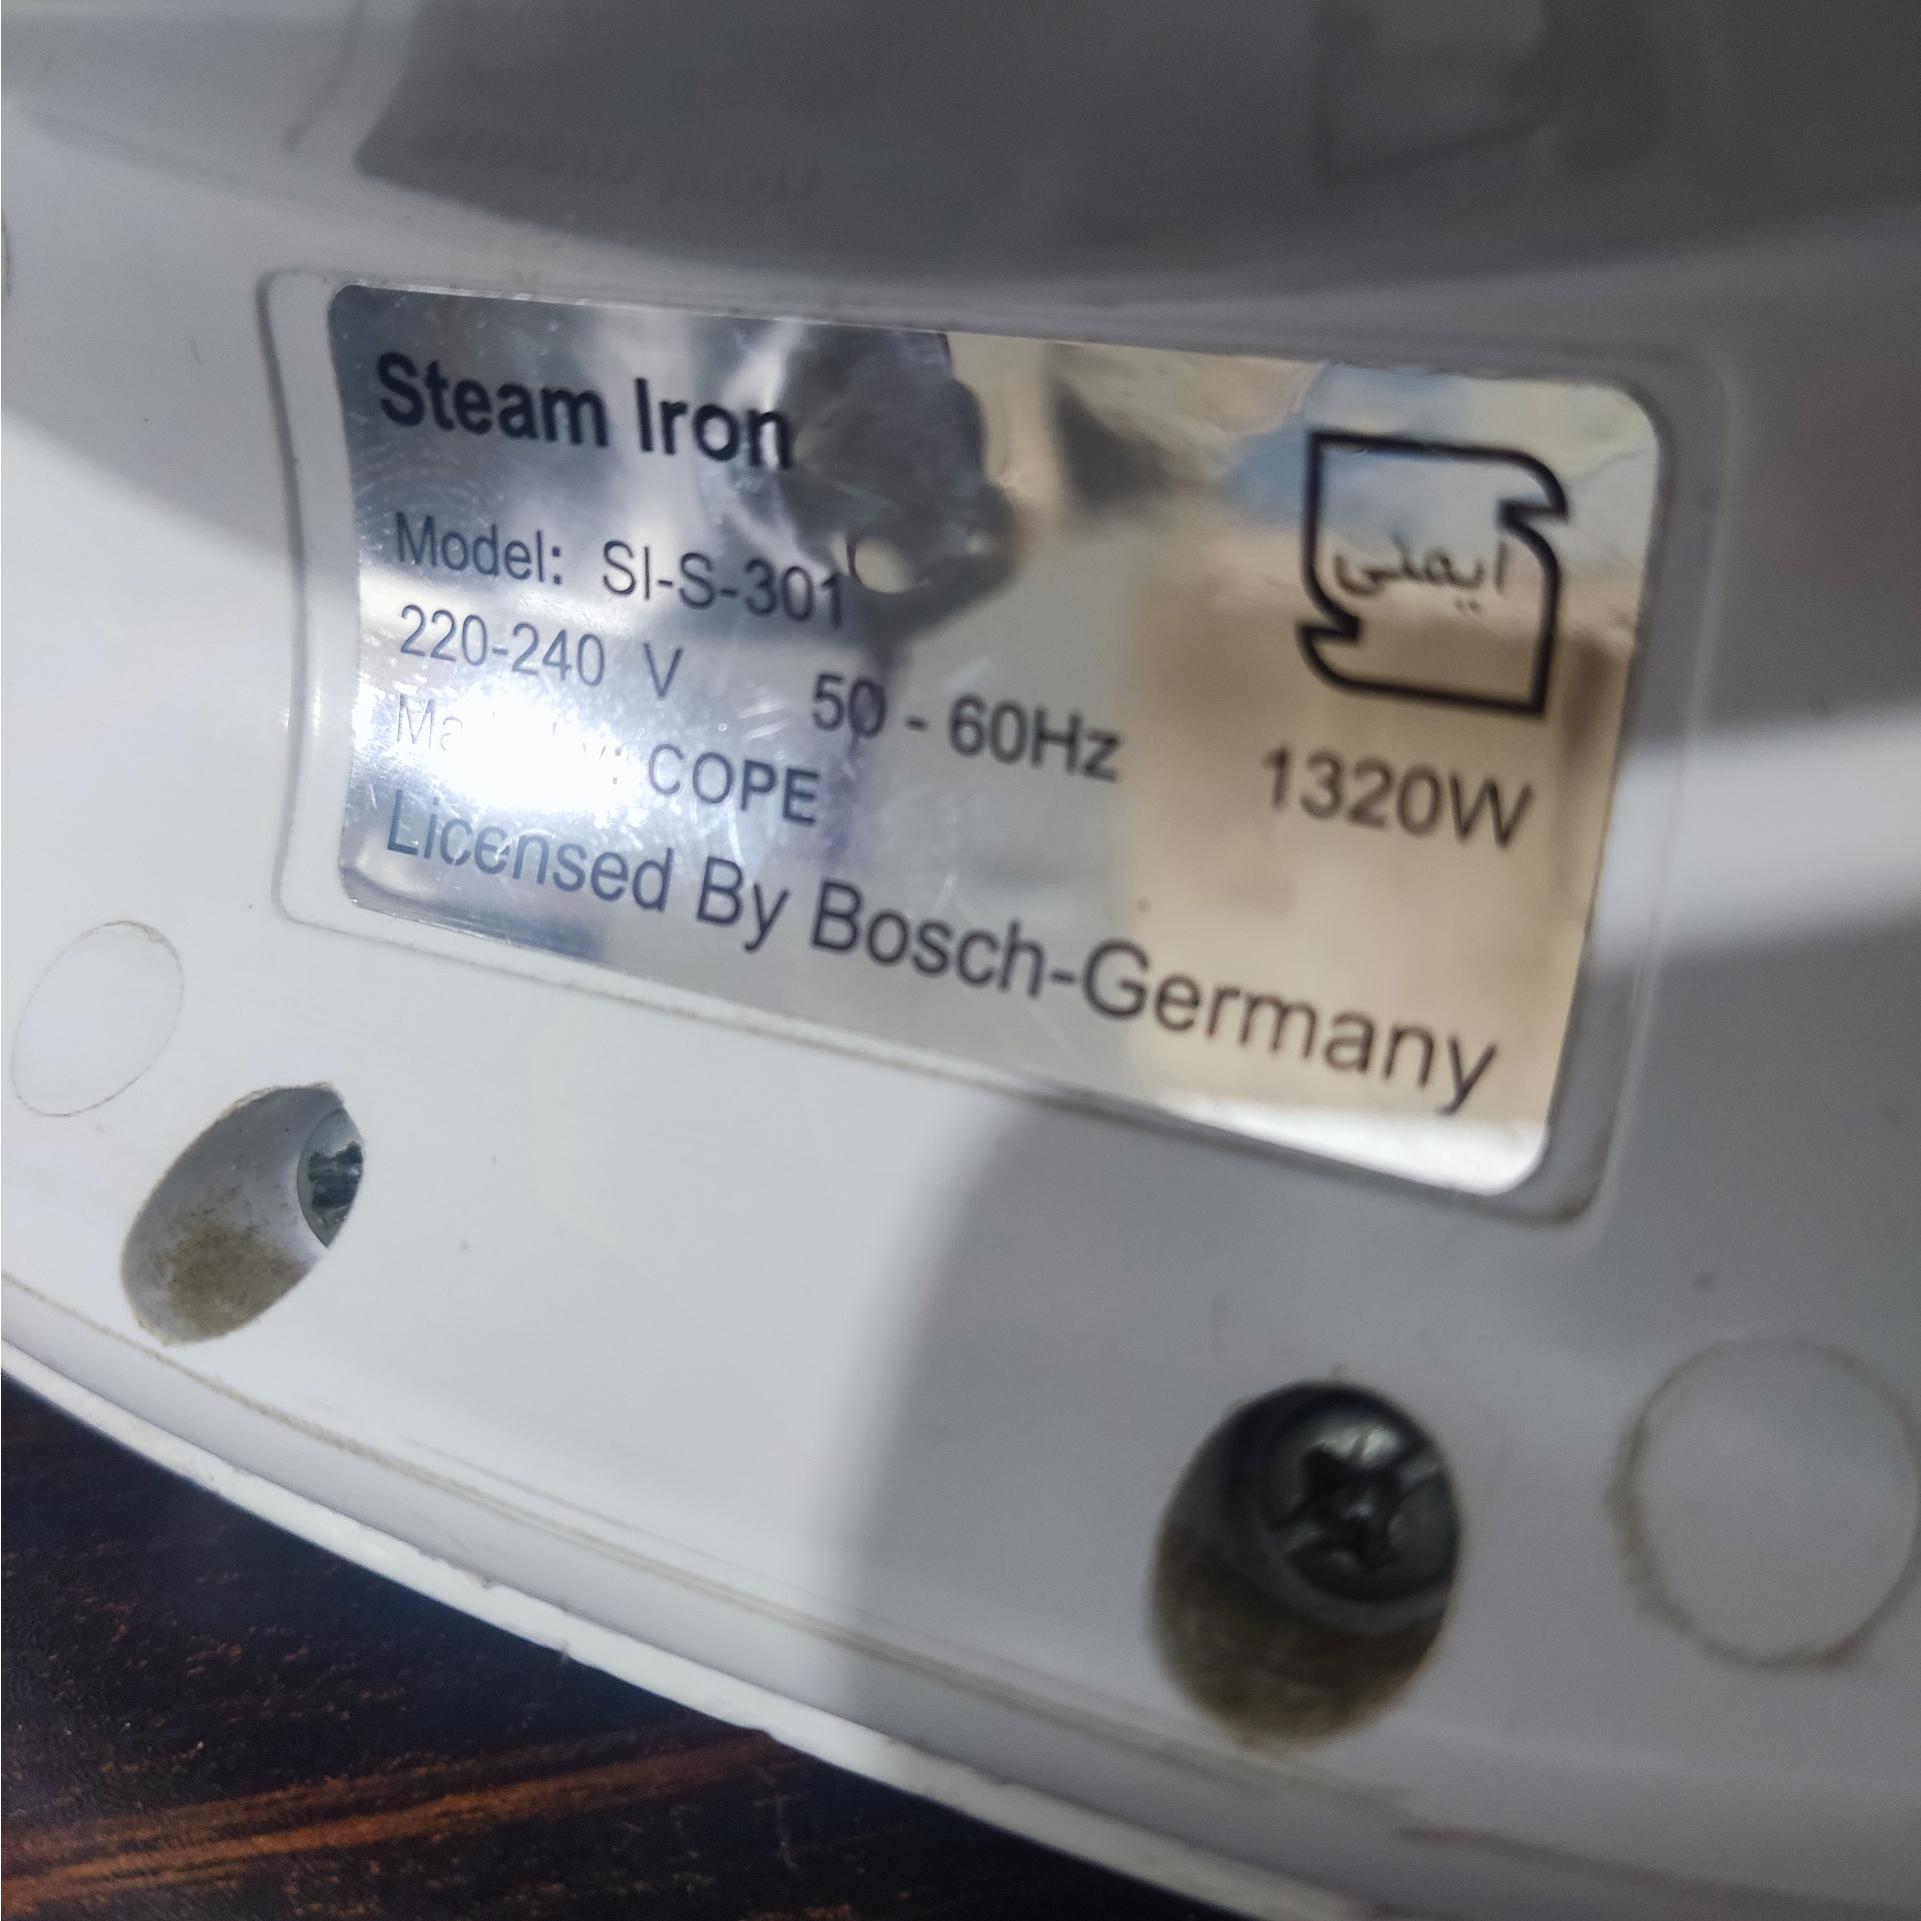 Steam Iron
ایمنی
Model: SI-S-301
220-240 V 50 - 60Hz 1320W
COPE
Licensed By Bosch-Germany